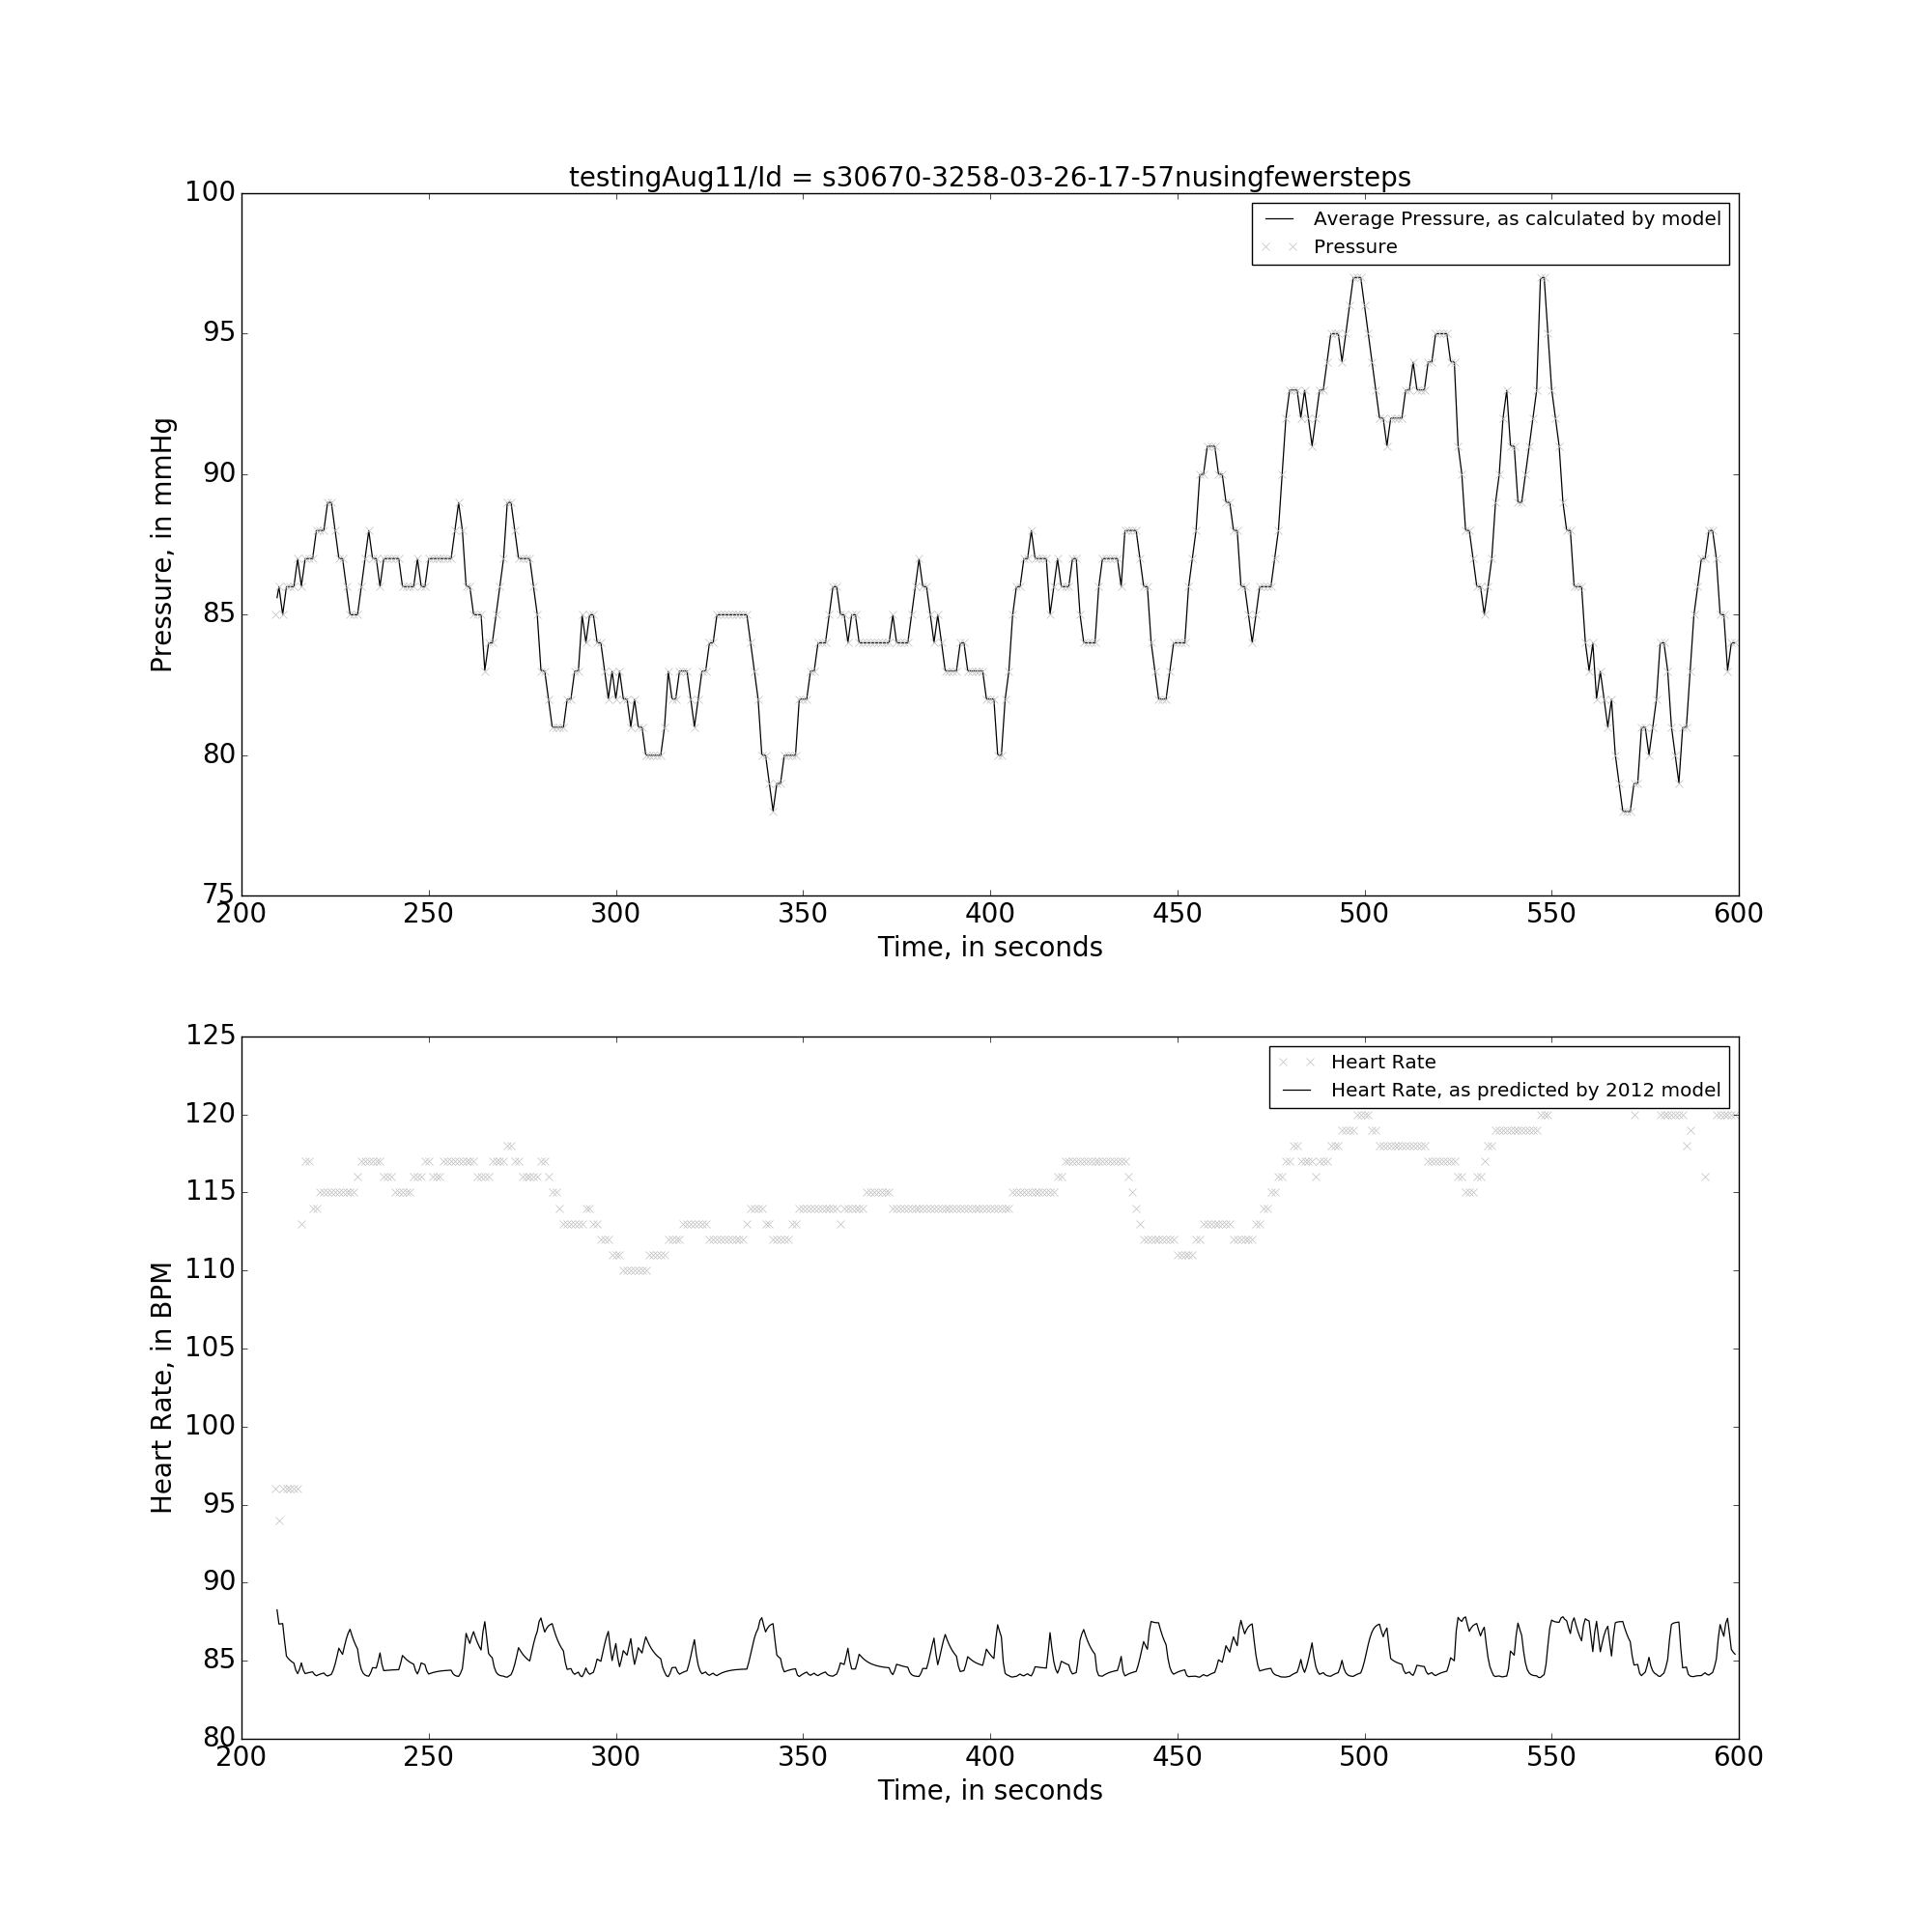 testingAug11/Id = s30670-3258-03-26-17-57nusingfewersteps
100
95
90
85
80
75
Pressure, in mmHg
Average Pressure, as calculated by model
Pressure
200 250 300 350 400 450 500 550 600
Time, in seconds
125
120
115
110
105
100
95
90
85
80
Heart Rate, in BPM
Heart Rate
Heart Rate, as predicted by 2012 model
200 250 300 350 400 450 500 550 600
Time, in seconds